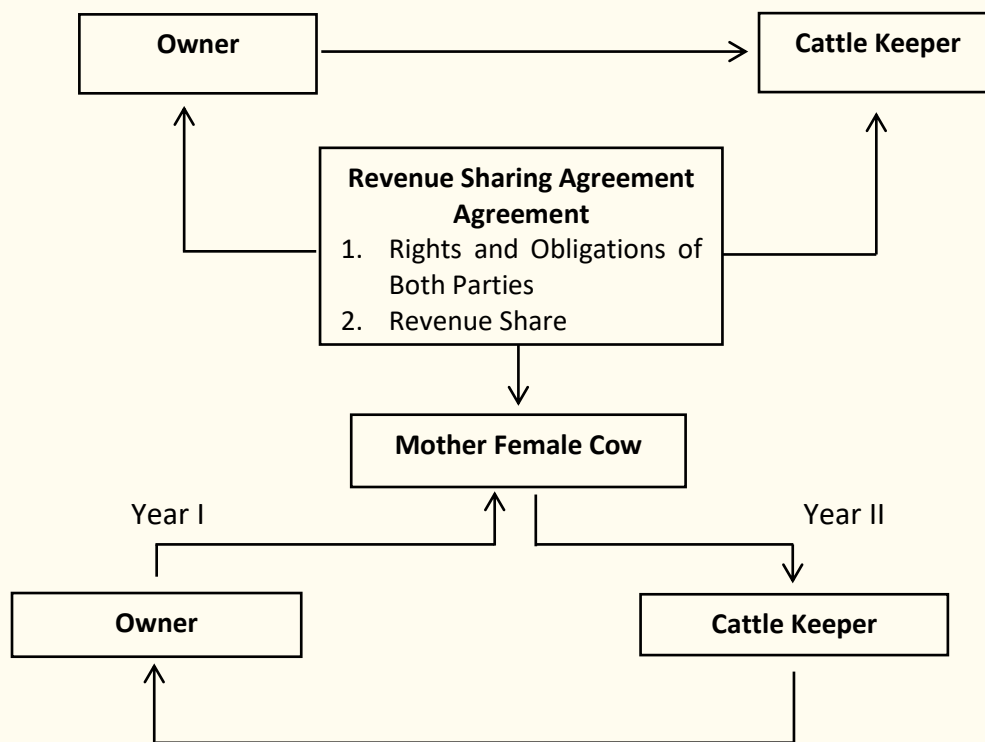 Owner
Cattle Keeper
Revenue Sharing Agreement
Agreement
1. Rights and Obligations of
Both Parties
2. Revenue Share
Mother Female Cow
Year I
Year II
Owner
Cattle Keeper